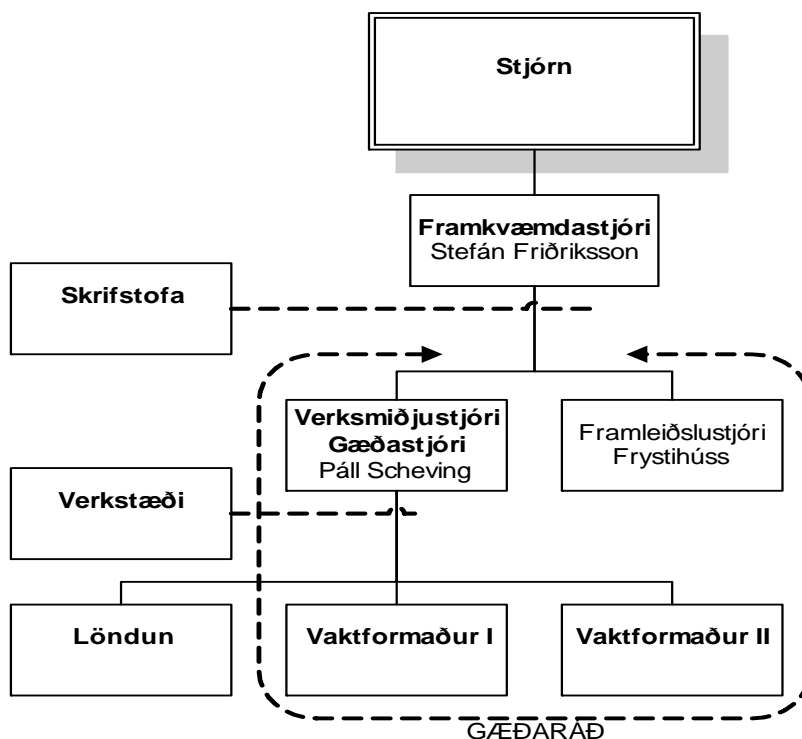 Stjórn
Framkvæmdastjóri
Stefán Friðriksson
Skrifstofa
Verksmiðjustjóri
Gæðastjóri
Páll Scheving
Framleiðslustjóri
Frystihúss
Verkstæði
Löndun
Vaktformaður I
Vaktformaður II
GÆÐARÁÐ